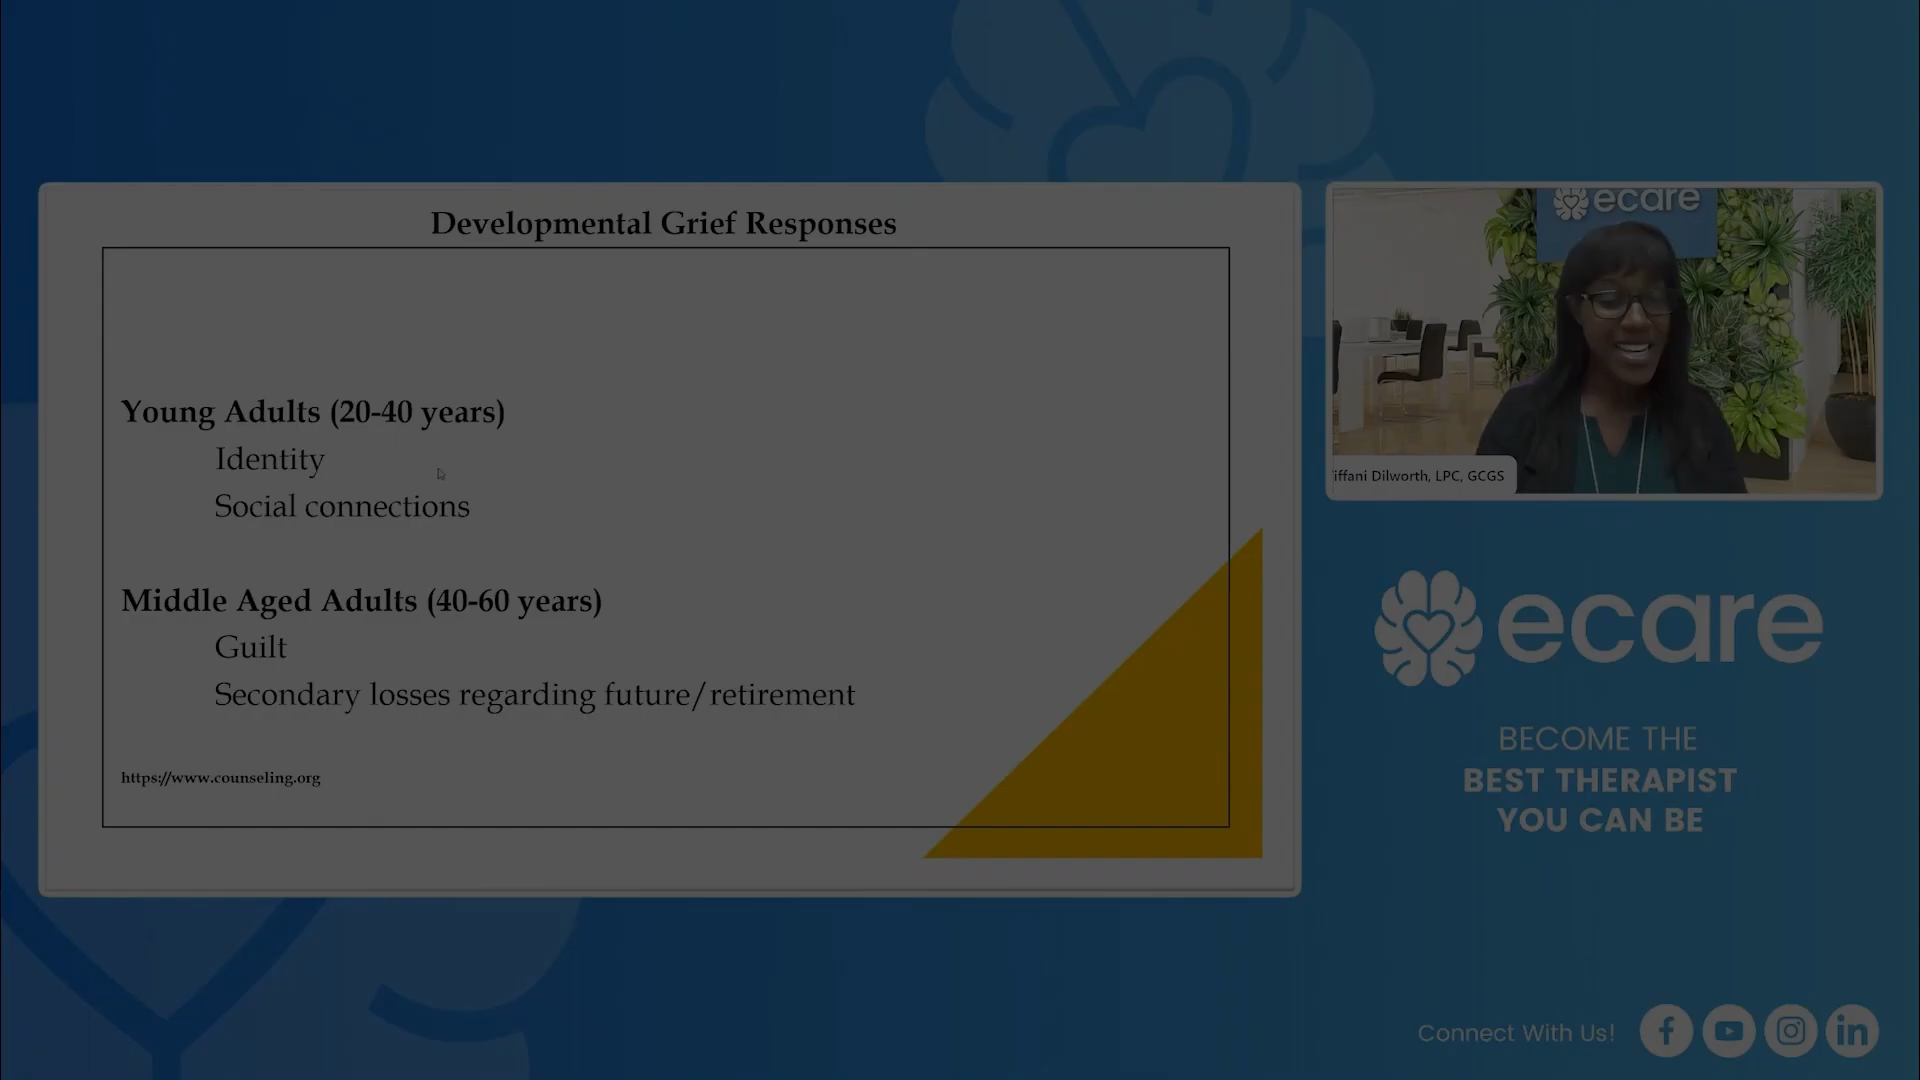 Developmental Grief Responses
Young Adults (20-40 years)
Identity
Social connections
Middle Aged Adults (40-60 years)
Guilt
Secondary losses regarding future/retirement
https://www.counseling.org
ecare
iffani Dilworth, LPC, GCGS
ecare
BECOME THE
BEST THERAPIST
YOU CAN BE
Connect With Us!